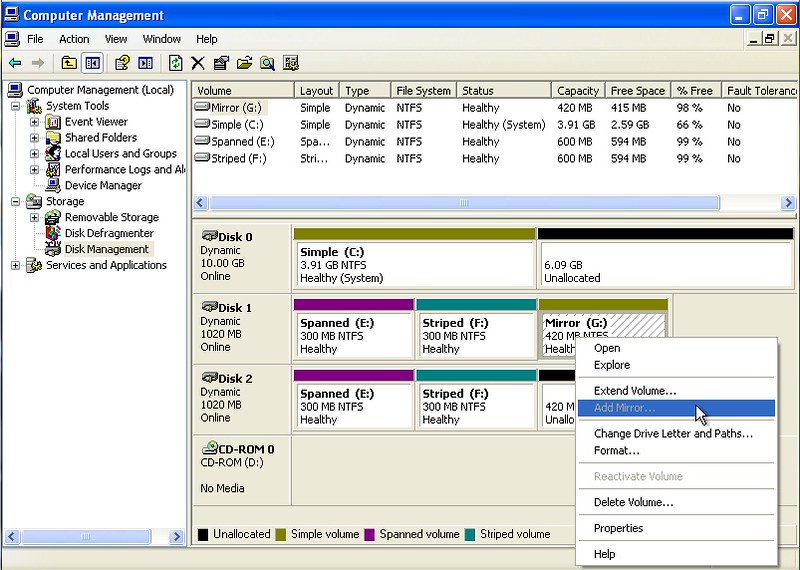 Computer Management
File Action View Window Help
Volume Layout Type File System Status Capacity Free Space % Free Fault Toleranc
Mirror (G:) Simple Dynamic NTFS Healthy 420 MB 415 MB 98 % No
Simple (C:) Simple Dynamic NTFS Healthy (System) 3.91 GB 2.59 GB 66 % No
Spanned (E:) Spa... Dynamic NTFS Healthy 600 MB 594 MB 99 % No
Striped (F:) Stri... Dynamic NTFS Healthy 600 MB 594 MB 99 % No
Computer Management (Local)
System Tools
Event Viewer
Shared Folders
Local Users and Groups
Performance Logs and Al
Device Manager
Storage
Removable Storage
Disk Defragmenter
Disk Management
Services and Applications
Disk 0
Dynamic
10.00 GB
Online
Simple (C:)
3.91 GB NTFS
Healthy (System)
6.09 GB
Unallocated
Disk 1
Dynamic
1020 MB
Online
Spanned (E:)
300 MB NTFS
Healthy
Striped (F:)
300 MB NTFS
Healthy
Mirror (G:)
420 MB NTFS
Health
Disk 2
Dynamic
1020 MB
Online
Spanned (E:)
300 MB NTFS
Healthy
Striped (F:)
300 MB NTFS
Healthy
420 M
Unallo
CD-ROM 0
CD-ROM (D:)
No Media
Unallocated Simple volume Spanned volume Striped volume
Open
Explore
Extend Volume...
Add Mirror...
Change Drive Letter and Paths...
Format...
Reactivate Volume
Delete Volume...
Properties
Help